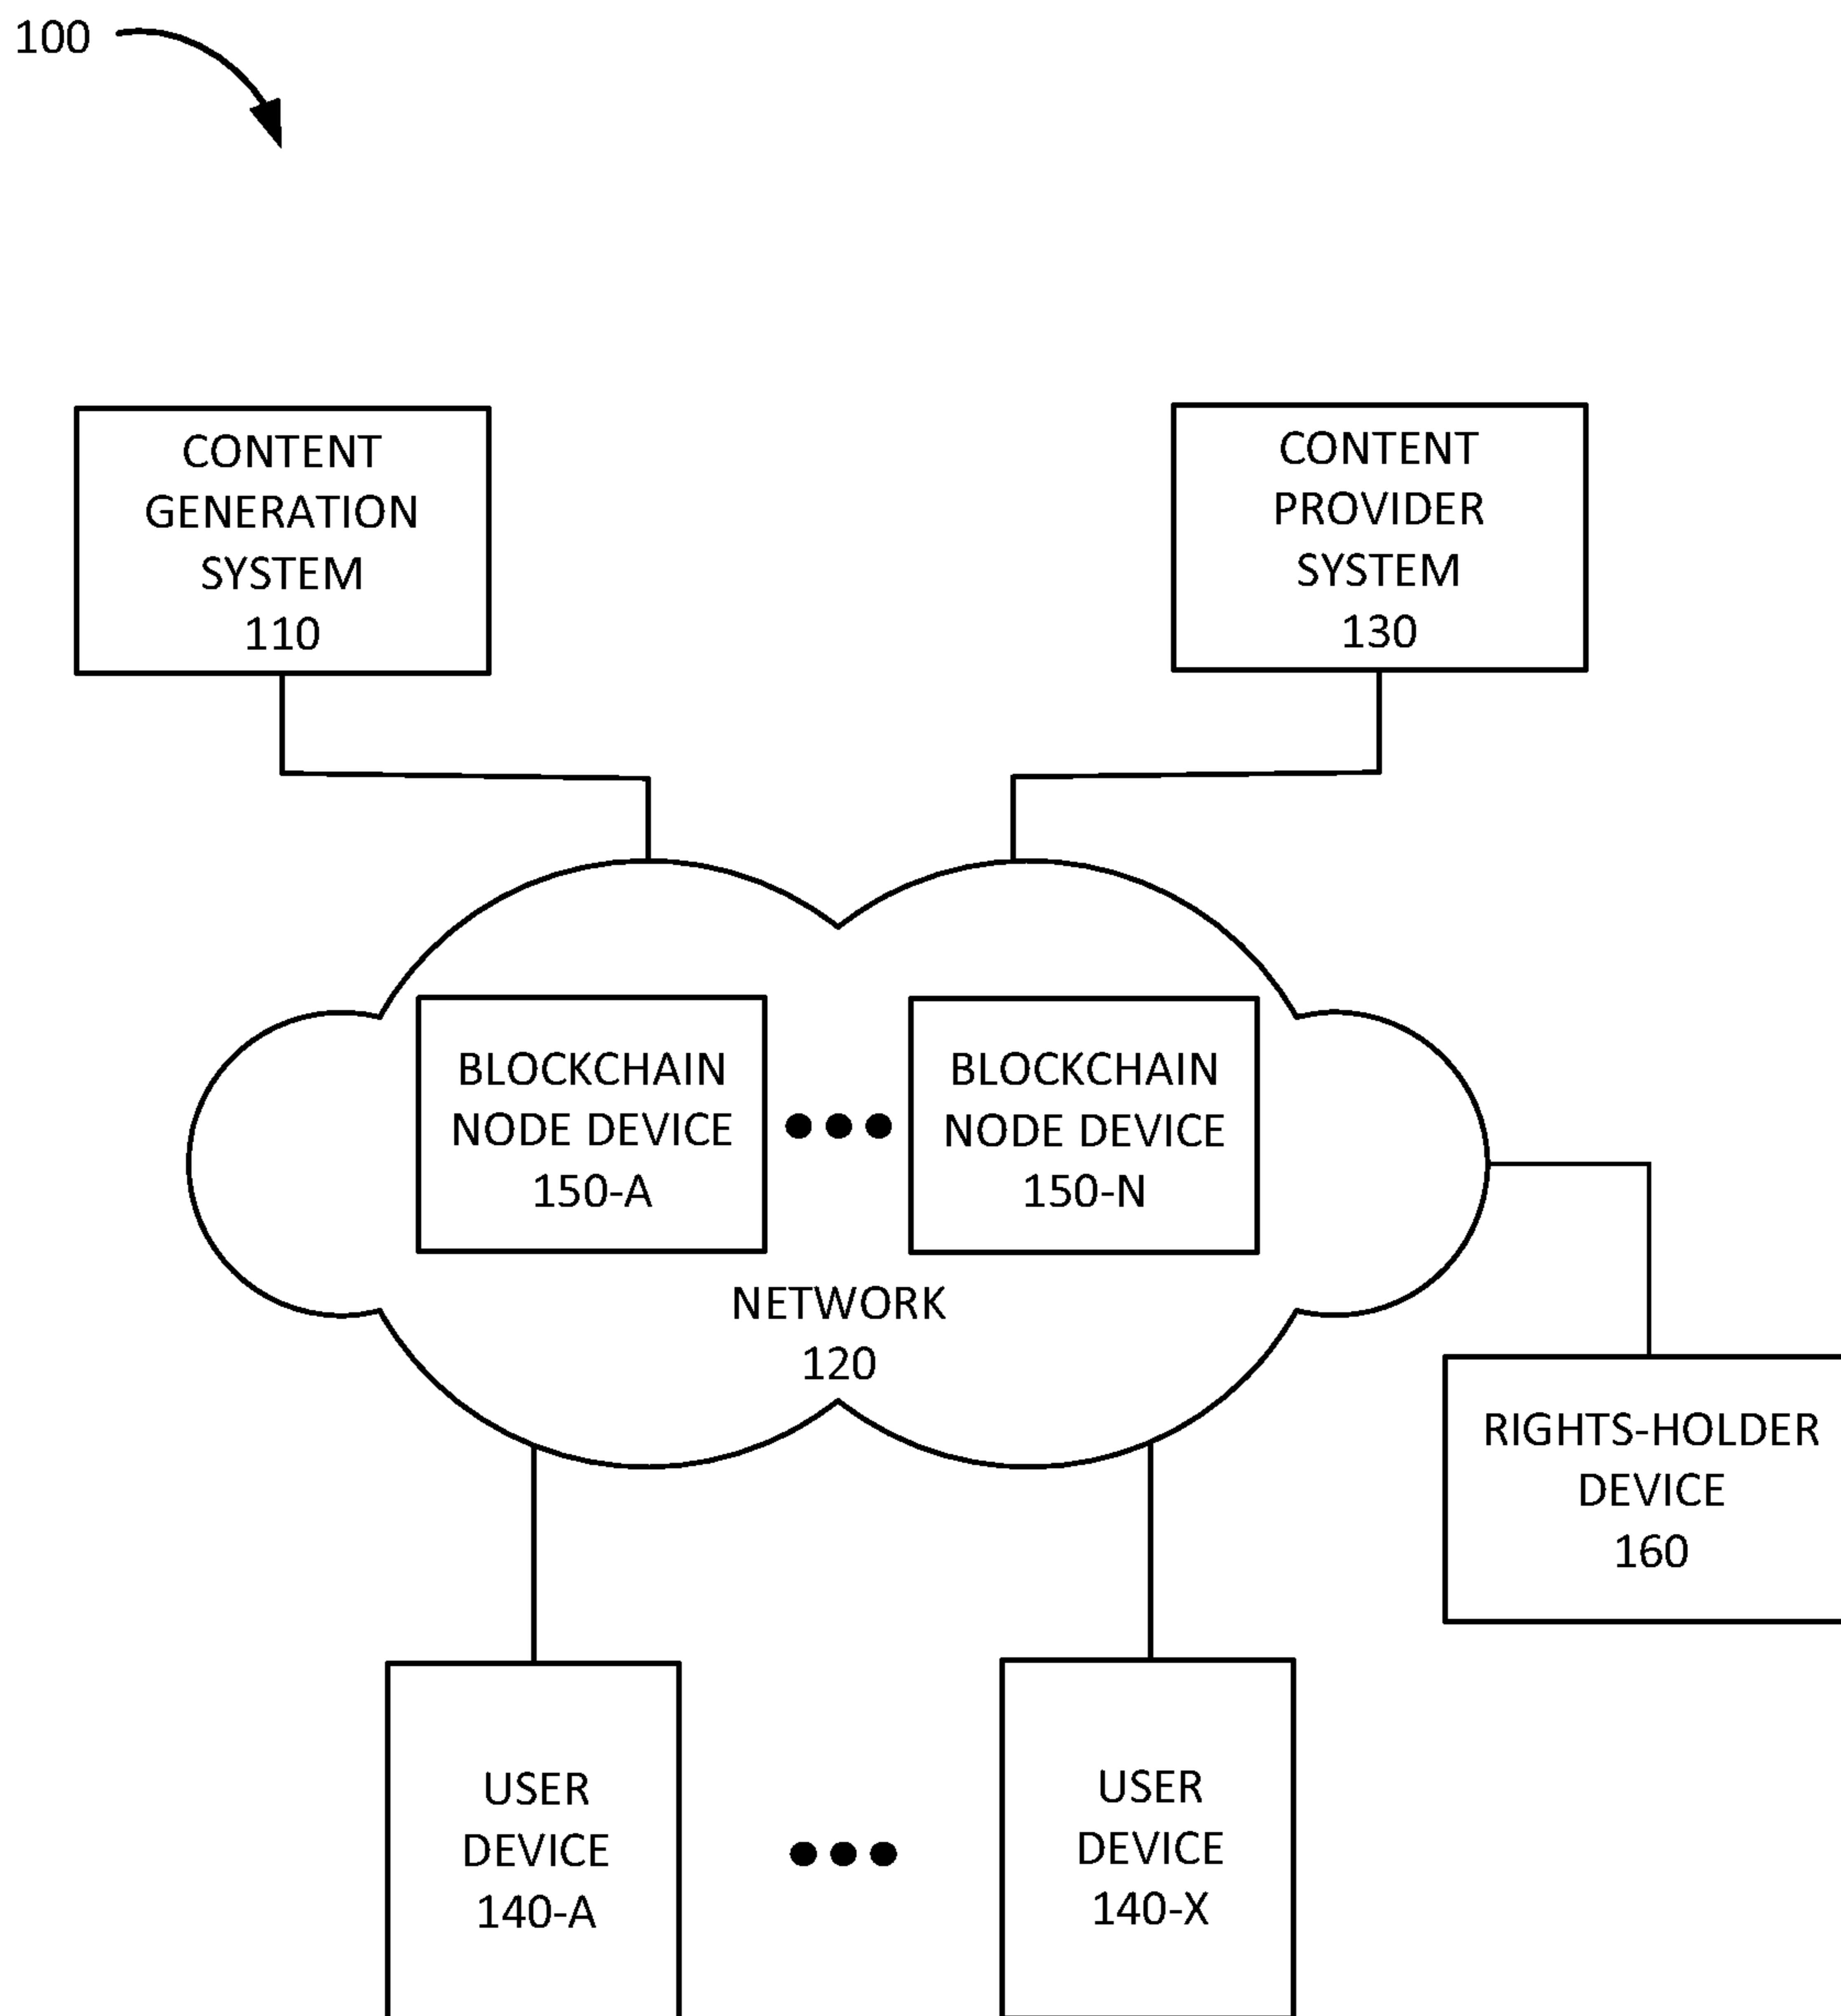 100
CONTENT
GENERATION
SYSTEM
110
CONTENT
PROVIDER
SYSTEM
130
BLOCKCHAIN
NODE DEVICE
150-A
BLOCKCHAIN
NODE DEVICE
150-N
NETWORK
120
RIGHTS-HOLDER
DEVICE
160
USER
DEVICE
140-A
USER
DEVICE
140-X